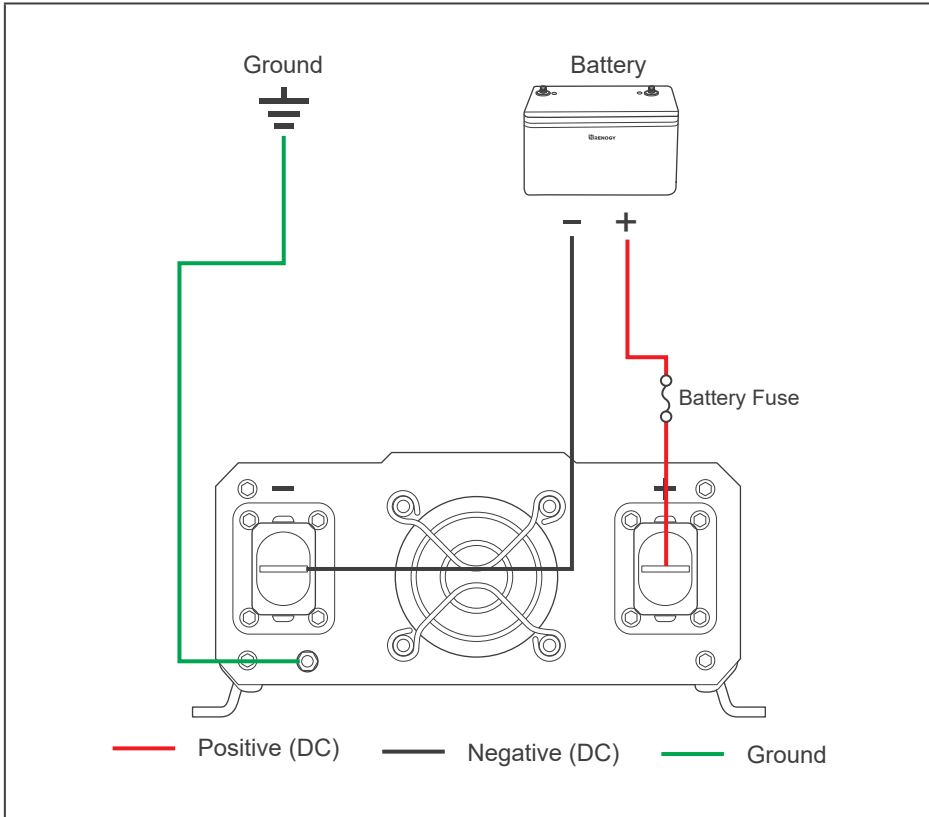 Ground
Battery
RENOGY
− +
Battery Fuse
− +
Positive (DC)
Negative (DC)
Ground